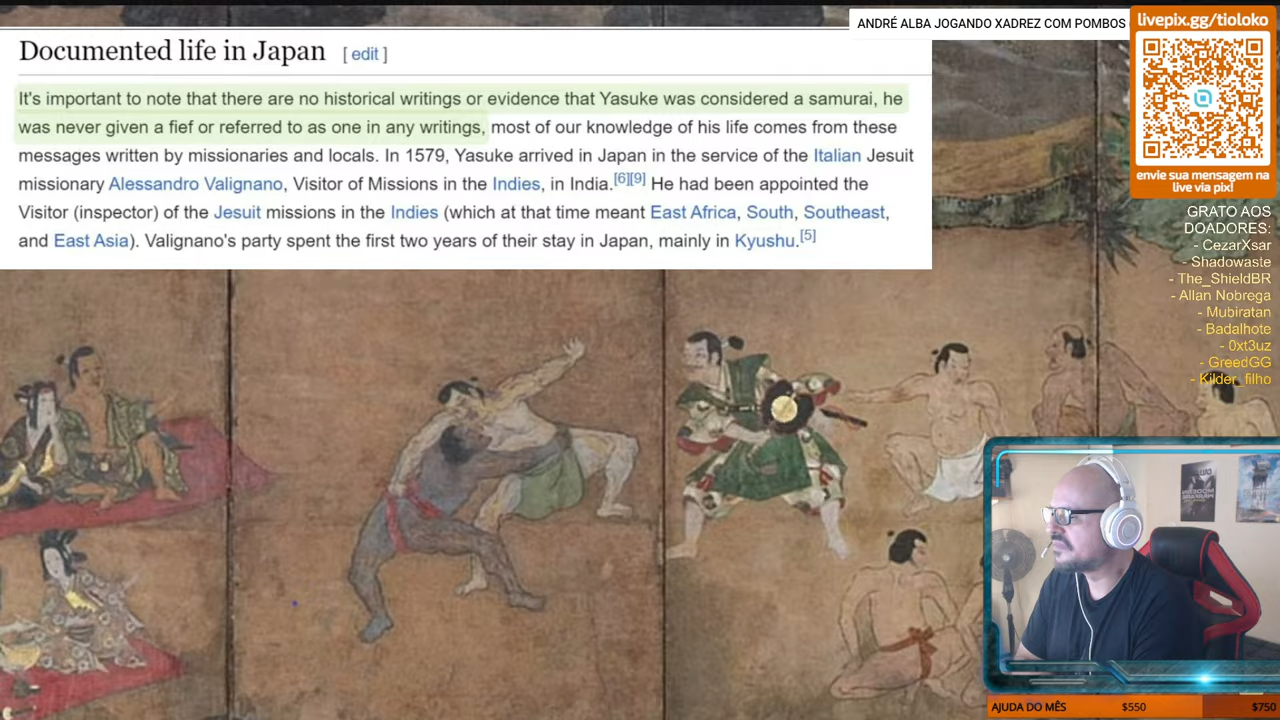 ANDRÉ ALBA JOGANDO XADREZ COM POMBOS
livepix.gg/tioloko
envie sua mensagem na
live via pix!
Documented life in Japan [ edit ]
It's important to note that there are no historical writings or evidence that Yasuke was considered a samurai, he
was never given a fief or referred to as one in any writings, most of our knowledge of his life comes from these
messages written by missionaries and locals. In 1579, Yasuke arrived in Japan in the service of the Italian Jesuit
missionary Alessandro Valignano, Visitor of Missions in the Indies, in India.[6][9] He had been appointed the
Visitor (inspector) of the Jesuit missions in the Indies (which at that time meant East Africa, South, Southeast,
and East Asia). Valignano's party spent the first two years of their stay in Japan, mainly in Kyushu.[5]
GRATO AOS
DOADORES:
- CezarXsar
- Shadowaste
- The_ShieldBR
- Allan Nobrega
- Mubiratan
- Badalhote
- 0xt3uz
- GreedGG
- Kilder_filho
AJUDA DO MÊS $550 $750